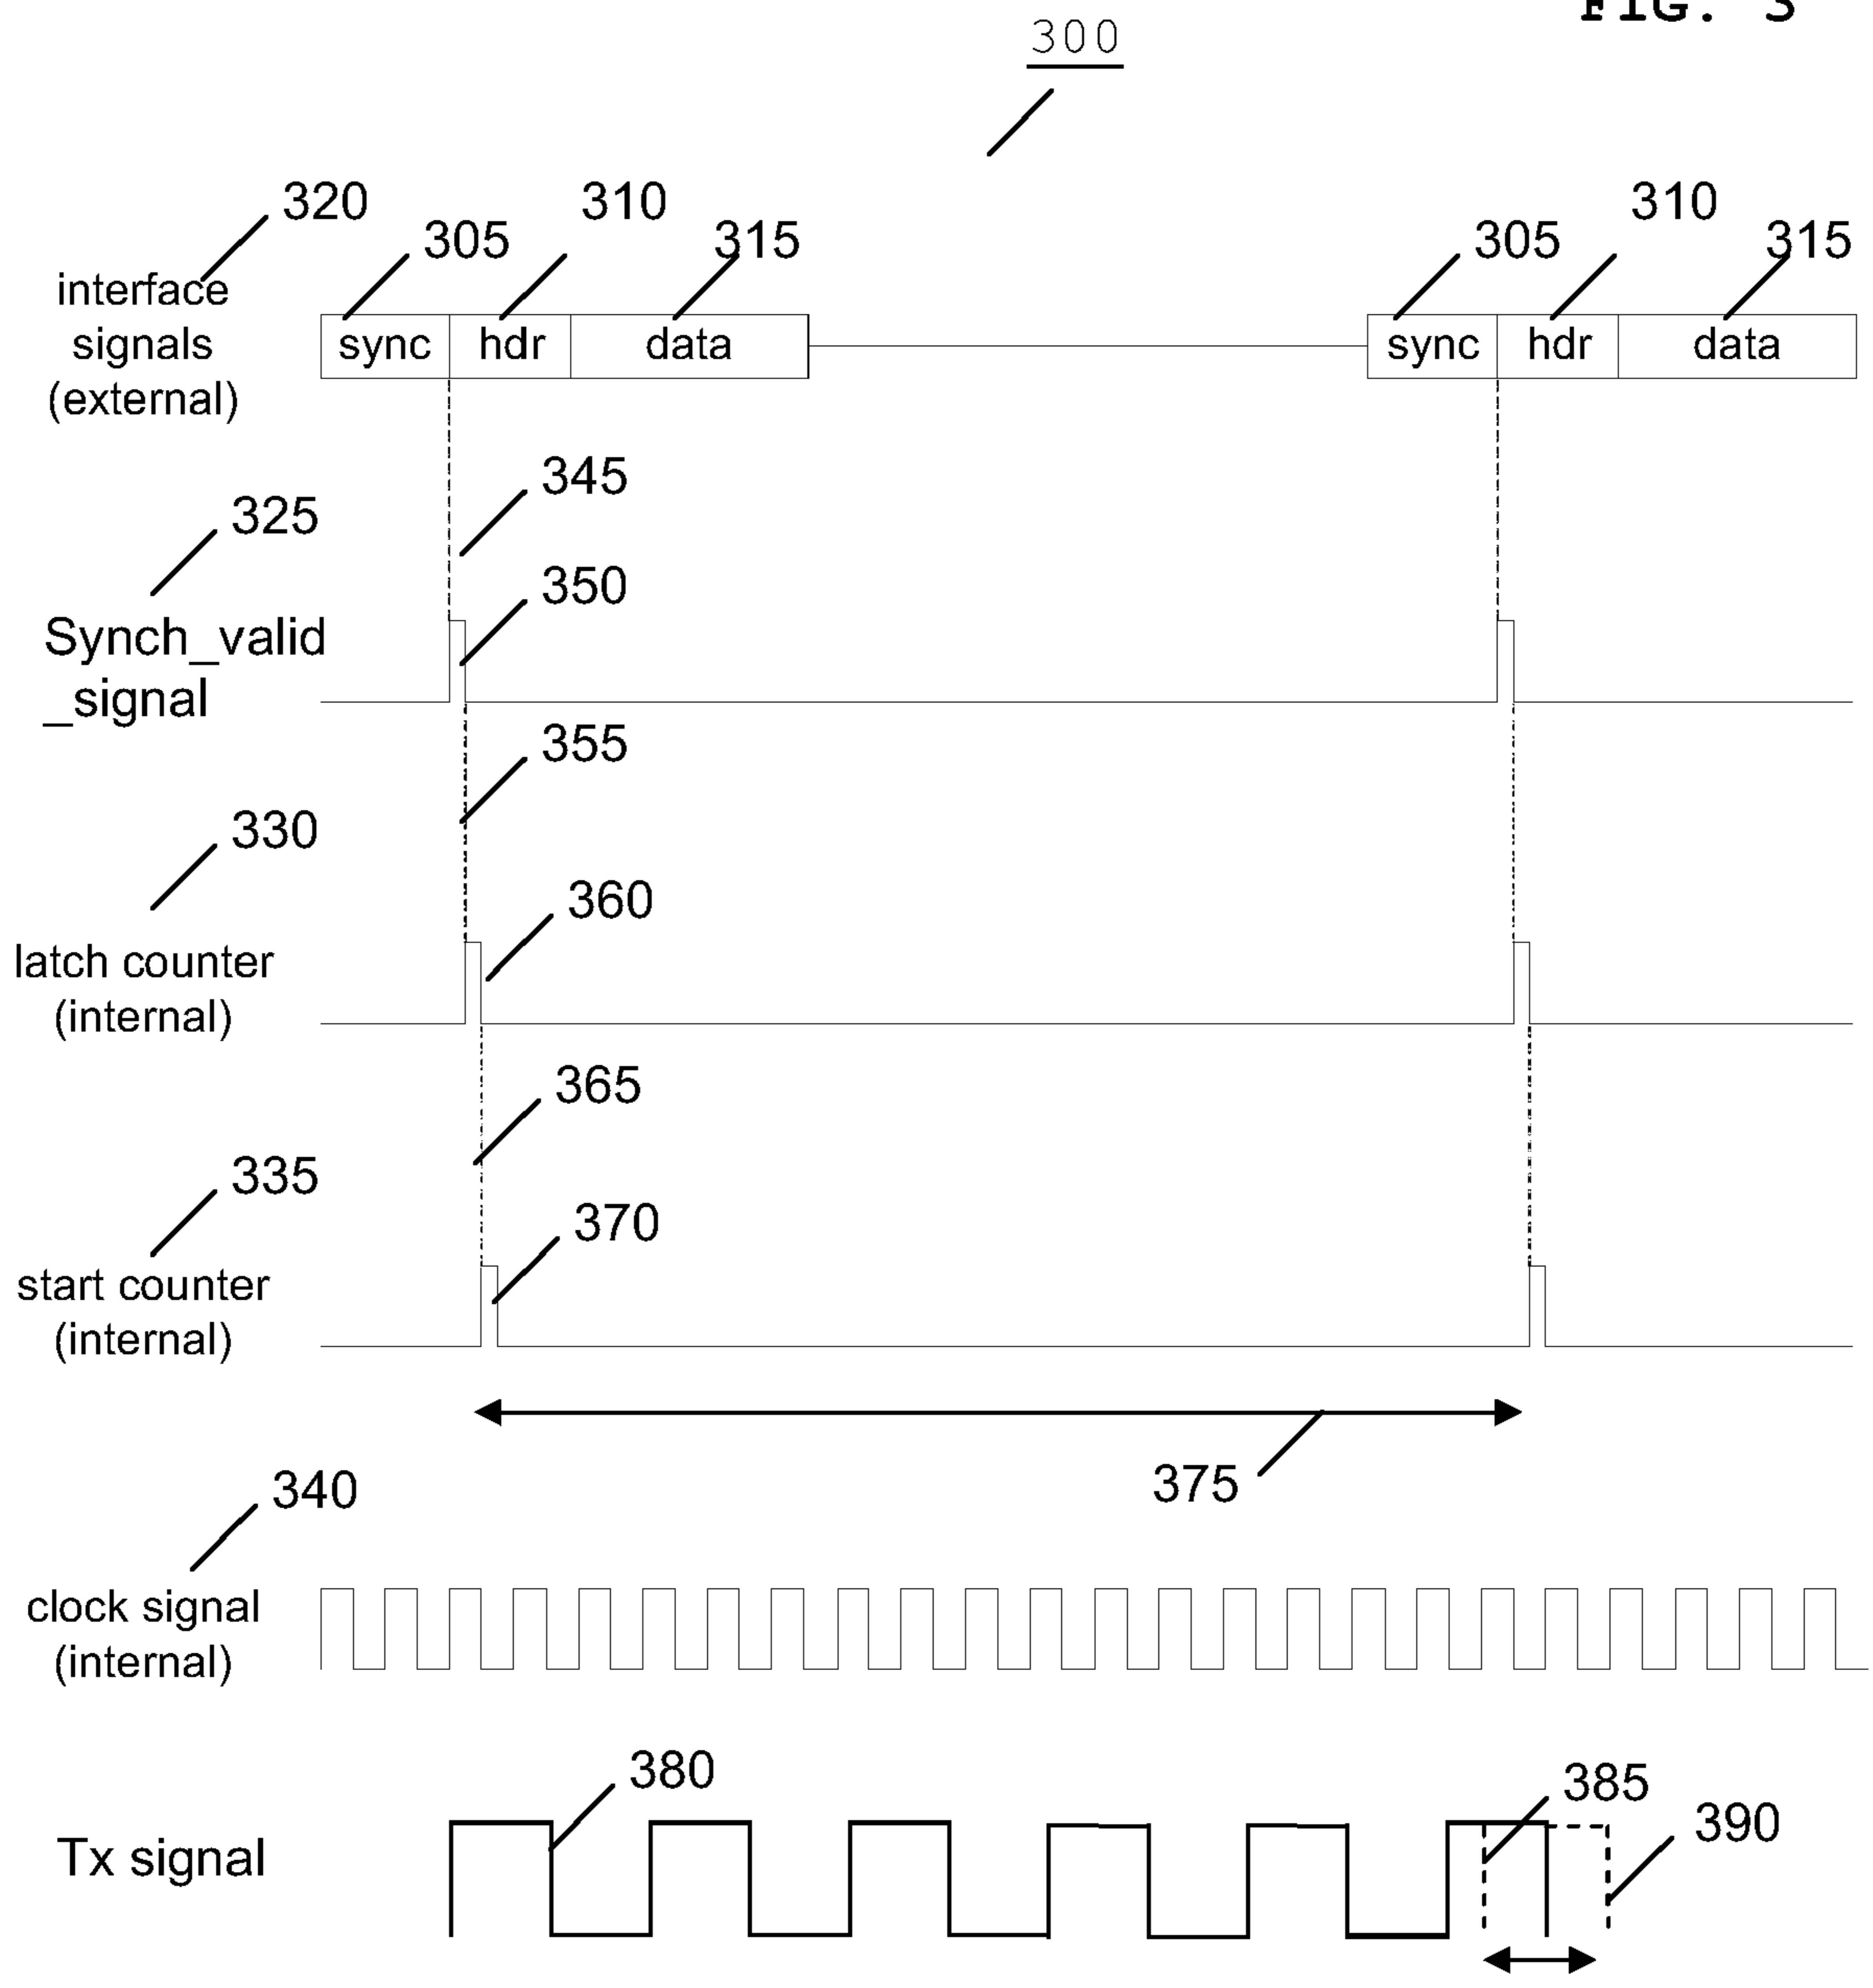 FIG. 3
300
320
305
310
315
305
310
315
interface
signals
(external)
sync hdr data
sync hdr data
345
325
350
Synch_valid
_signal
355
330
360
latch counter
(internal)
365
335
370
start counter
(internal)
375
340
clock signal
(internal)
380
385
390
Tx signal